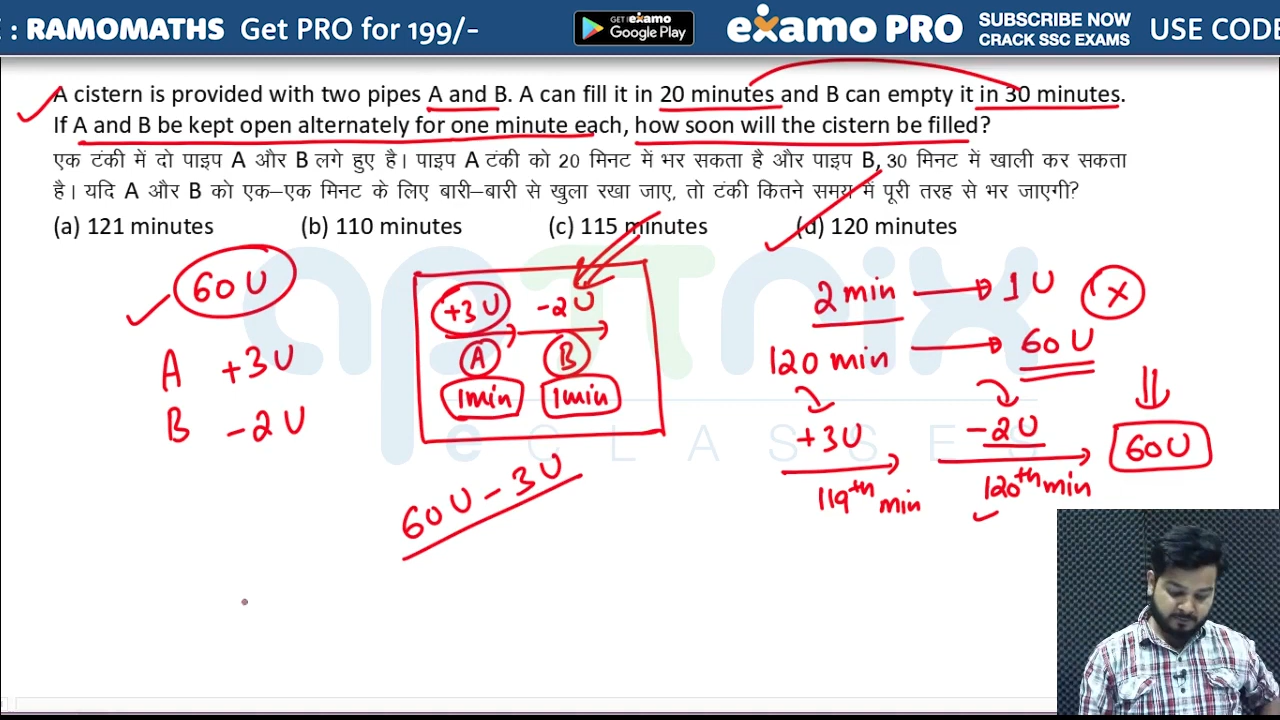 : RAMOMATHS Get PRO for 199/- GET IT examo Google Play examo PRO SUBSCRIBE NOW CRACK SSC EXAMS USE CODE
A cistern is provided with two pipes A and B. A can fill it in 20 minutes and B can empty it in 30 minutes.
If A and B be kept open alternately for one minute each, how soon will the cistern be filled?
एक टंकी में दो पाइप A और B लगे हुए है। पाइप A टंकी को 20 मिनट में भर सकता है और पाइप B, 30 मिनट में खाली कर सकता
है। यदि A और B को एक–एक मिनट के लिए बारी–बारी से खुला रखा जाए, तो टंकी कितने समय में पूरी तरह से भर जाएगी?
(a) 121 minutes (b) 110 minutes (c) 115 minutes (d) 120 minutes
60U
A +3U
B -2U
+3U -2U
A B
1min 1min
60U - 3U
2 min → 1U ×
120 min → 60U
+3U -2U 60U
119th min 120th min
apπnix
eCLASSES